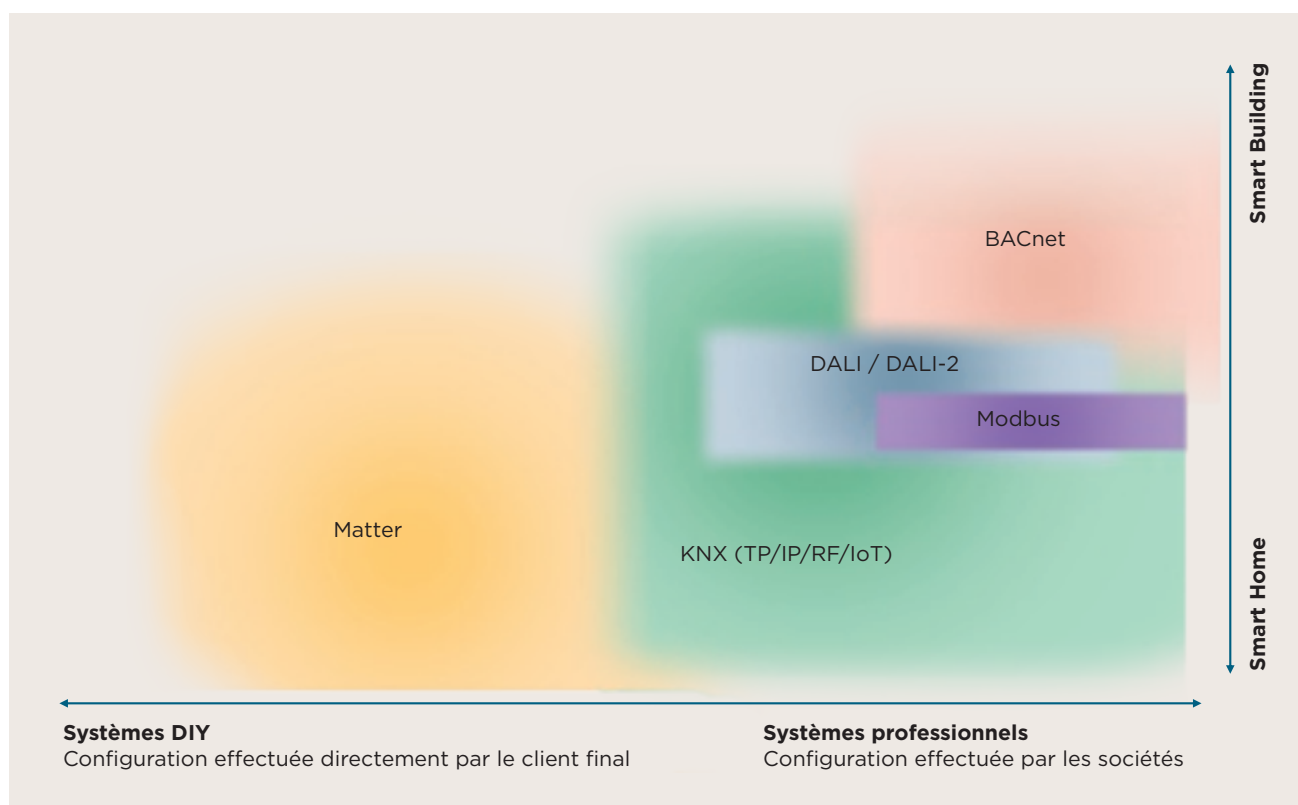 Smart Building
BACnet
DALI / DALI-2
Modbus
Matter
KNX (TP/IP/RF/IoT)
Smart Home
Systèmes DIY
Configuration effectuée directement par le client final
Systèmes professionnels
Configuration effectuée par les sociétés